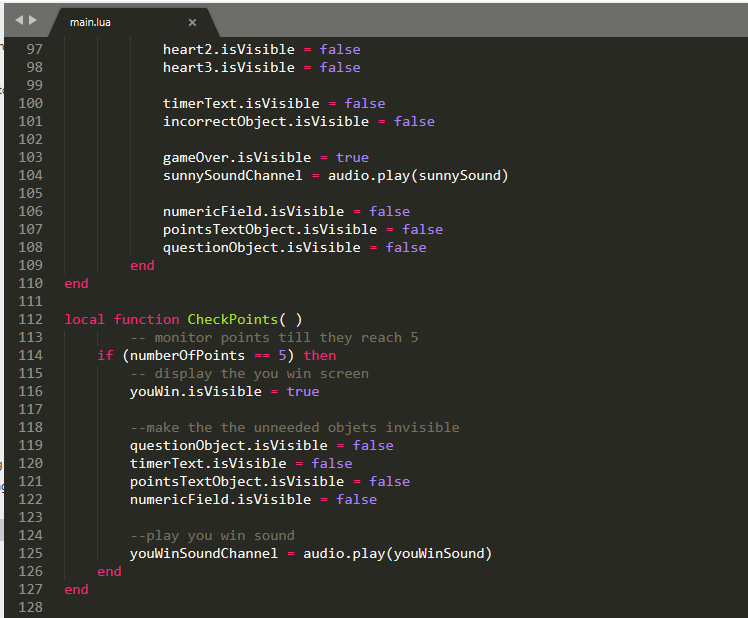 main.lua ×
97 heart2.isVisible = false
98 heart3.isVisible = false
99
100 timerText.isVisible = false
101 incorrectObject.isVisible = false
102
103 gameOver.isVisible = true
104 sunnySoundChannel = audio.play(sunnySound)
105
106 numericField.isVisible = false
107 pointsTextObject.isVisible = false
108 questionObject.isVisible = false
109 end
110 end
111
112 local function CheckPoints( )
113 -- monitor points till they reach 5
114 if (numberOfPoints == 5) then
115 -- display the you win screen
116 youWin.isVisible = true
117
118 --make the the unneeded objets invisible
119 questionObject.isVisible = false
120 timerText.isVisible = false
121 pointsTextObject.isVisible = false
122 numericField.isVisible = false
123
124 --play you win sound
125 youWinSoundChannel = audio.play(youWinSound)
126 end
127 end
128